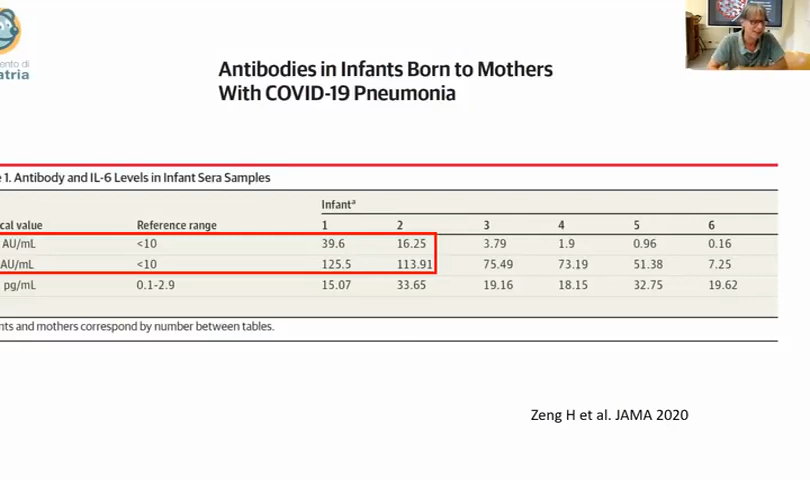 ento di
atria
Antibodies in Infants Born to Mothers
With COVID-19 Pneumonia
1. Antibody and IL-6 Levels in Infant Sera Samples
Infantª
cal value Reference range 1 2 3 4 5 6
AU/mL <10 39.6 16.25 3.79 1.9 0.96 0.16
AU/mL <10 125.5 113.91 75.49 73.19 51.38 7.25
pg/mL 0.1-2.9 15.07 33.65 19.16 18.15 32.75 19.62
nts and mothers correspond by number between tables.
Zeng H et al. JAMA 2020